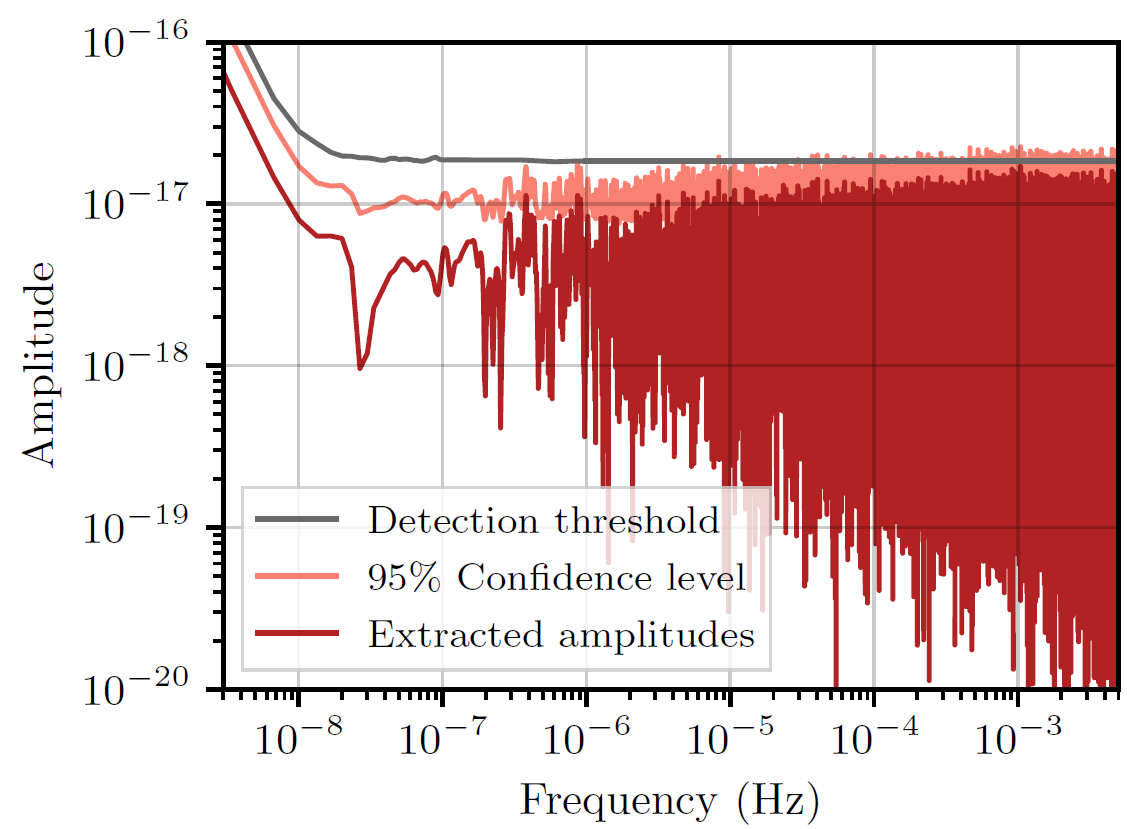 Amplitude
10⁻¹⁶
10⁻¹⁷
10⁻¹⁸
10⁻¹⁹
10⁻²⁰
Detection threshold
95% Confidence level
Extracted amplitudes
10⁻⁸ 10⁻⁷ 10⁻⁶ 10⁻⁵ 10⁻⁴ 10⁻³
Frequency (Hz)